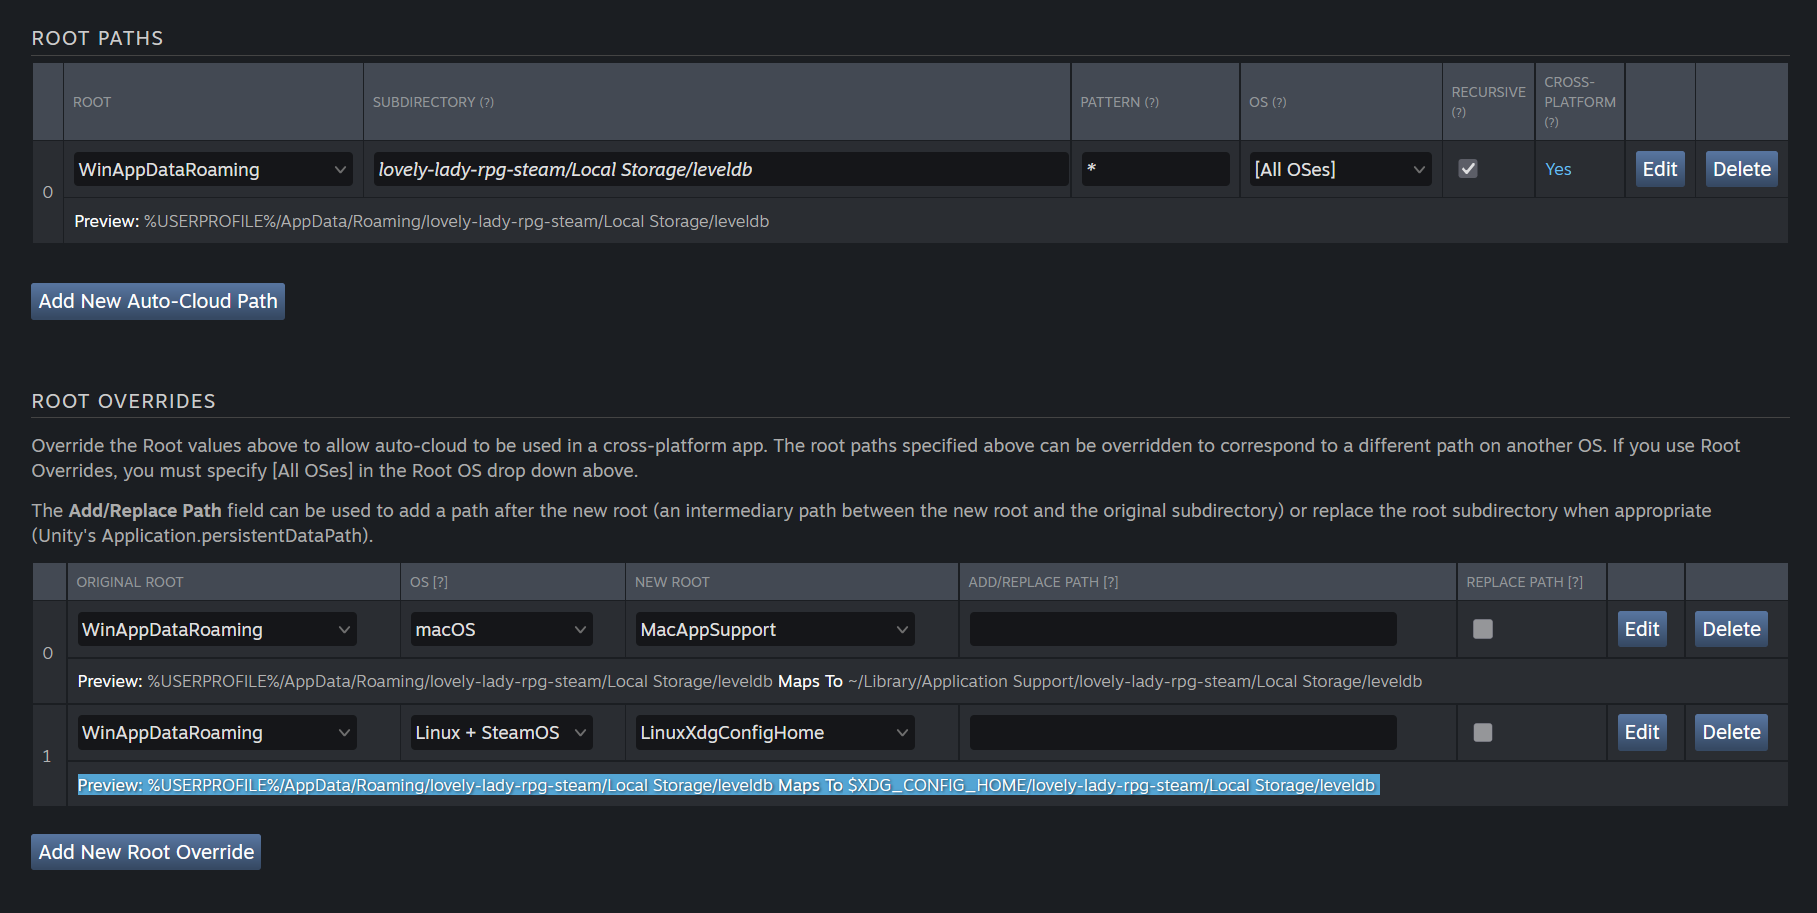 ROOT PATHS
ROOT
SUBDIRECTORY (?)
PATTERN (?)
OS (?)
RECURSIVE
(?)
CROSS-
PLATFORM
(?)
0
WinAppDataRoaming
lovely-lady-rpg-steam/Local Storage/leveldb
*
[All OSes]
Yes
Edit
Delete
Preview: %USERPROFILE%/AppData/Roaming/lovely-lady-rpg-steam/Local Storage/leveldb
Add New Auto-Cloud Path
ROOT OVERRIDES
Override the Root values above to allow auto-cloud to be used in a cross-platform app. The root paths specified above can be overridden to correspond to a different path on another OS. If you use Root
Overrides, you must specify [All OSes] in the Root OS drop down above.
The Add/Replace Path field can be used to add a path after the new root (an intermediary path between the new root and the original subdirectory) or replace the root subdirectory when appropriate
(Unity's Application.persistentDataPath).
ORIGINAL ROOT
OS [?]
NEW ROOT
ADD/REPLACE PATH [?]
REPLACE PATH [?]
0
WinAppDataRoaming
macOS
MacAppSupport
Edit
Delete
Preview: %USERPROFILE%/AppData/Roaming/lovely-lady-rpg-steam/Local Storage/leveldb Maps To ~/Library/Application Support/lovely-lady-rpg-steam/Local Storage/leveldb
1
WinAppDataRoaming
Linux + SteamOS
LinuxXdgConfigHome
Edit
Delete
Preview: %USERPROFILE%/AppData/Roaming/lovely-lady-rpg-steam/Local Storage/leveldb Maps To $XDG_CONFIG_HOME/lovely-lady-rpg-steam/Local Storage/leveldb
Add New Root Override